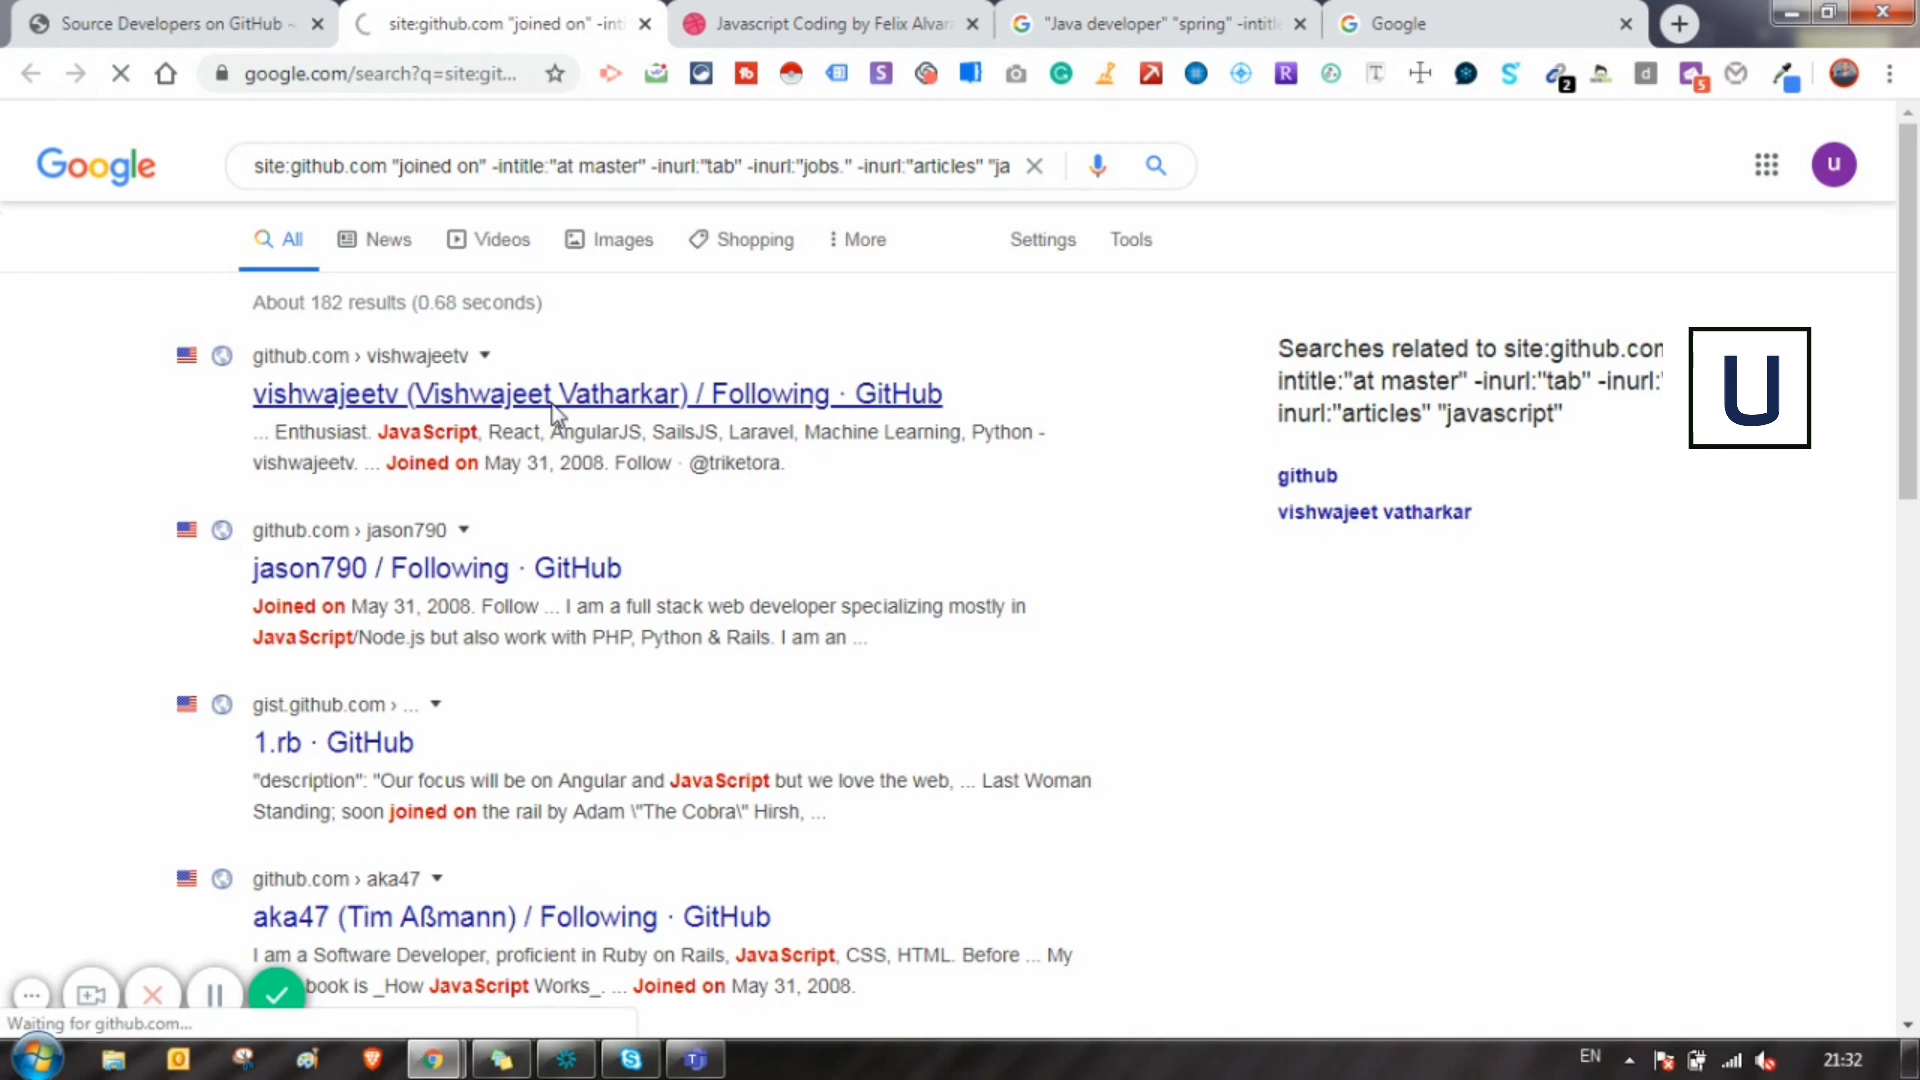 Source Developers on GitHub ~
site:github.com "joined on" -inti
Javascript Coding by Felix Alvar
"Java developer" "spring" -intitl
Google
google.com/search?q=site:git...
Google
site:github.com "joined on" -intitle:"at master" -inurl:"tab" -inurl:"jobs." -inurl:"articles" "ja
u
All
News
Videos
Images
Shopping
More
Settings
Tools
About 182 results (0.68 seconds)
github.com › vishwajeetv
vishwajeetv (Vishwajeet Vatharkar) / Following · GitHub
... Enthusiast. JavaScript, React, AngularJS, SailsJS, Laravel, Machine Learning, Python -
vishwajeetv. ... Joined on May 31, 2008. Follow · @triketora.
github.com › jason790
jason790 / Following · GitHub
Joined on May 31, 2008. Follow ... I am a full stack web developer specializing mostly in
JavaScript/Node.js but also work with PHP, Python & Rails. I am an ...
gist.github.com › ...
1.rb · GitHub
"description": "Our focus will be on Angular and JavaScript but we love the web, ... Last Woman
Standing; soon joined on the rail by Adam \"The Cobra\" Hirsh, ...
github.com › aka47
aka47 (Tim Aßmann) / Following · GitHub
I am a Software Developer, proficient in Ruby on Rails, JavaScript, CSS, HTML. Before ... My
book is _How JavaScript Works_. ... Joined on May 31, 2008.
Searches related to site:github.com
intitle:"at master" -inurl:"tab" -inurl:"
inurl:"articles" "javascript"
github
vishwajeet vatharkar
U
Waiting for github.com...
EN
21:32